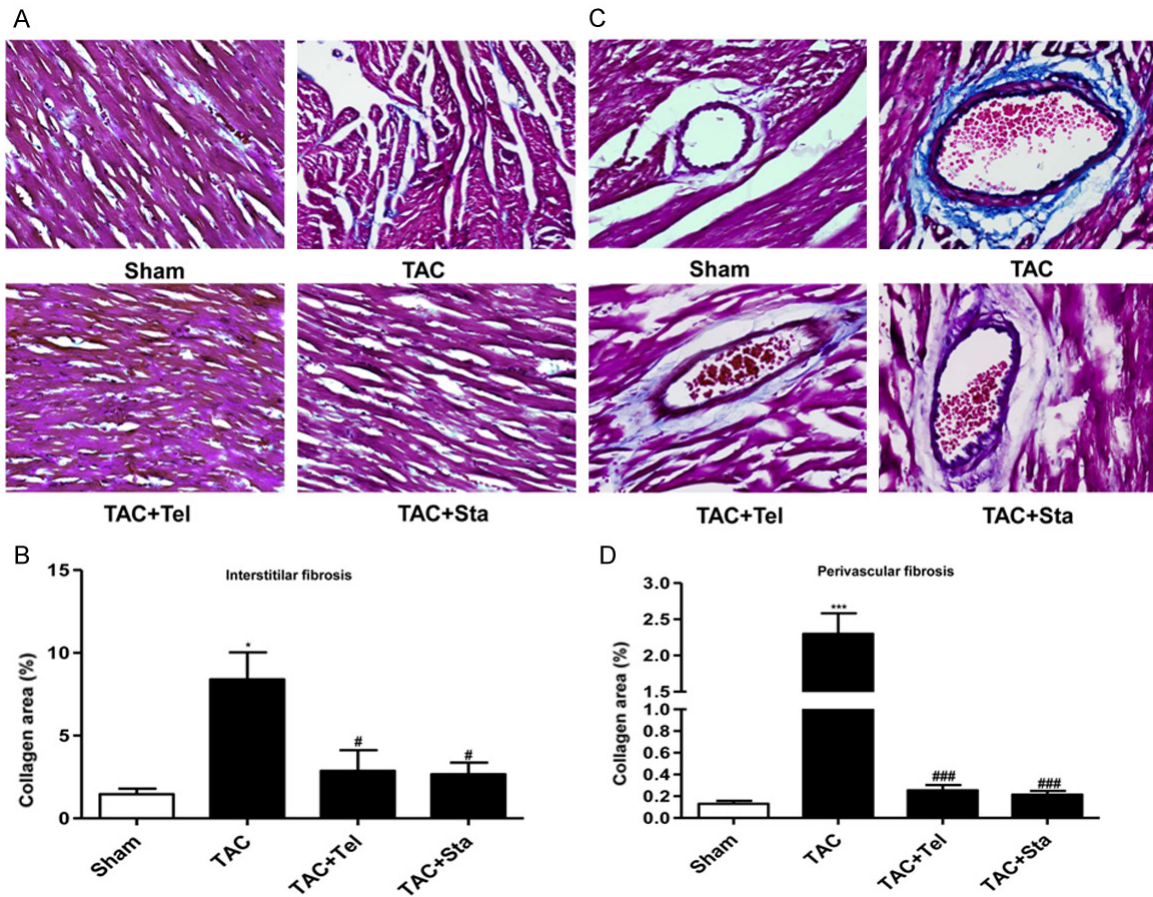 A
C
Sham
TAC
Sham
TAC
TAC+Tel
TAC+Sta
TAC+Tel
TAC+Sta
B
Interstitilar fibrosis
Collagen area (%)
15
10
5
0
*
#
#
Sham
TAC
TAC+Tel
TAC+Sta
D
Perivascular fibrosis
Collagen area (%)
3.0
2.5
2.0
1.5
1.0
0.8
0.6
0.4
0.2
0.0
***
###
###
Sham
TAC
TAC+Tel
TAC+Sta